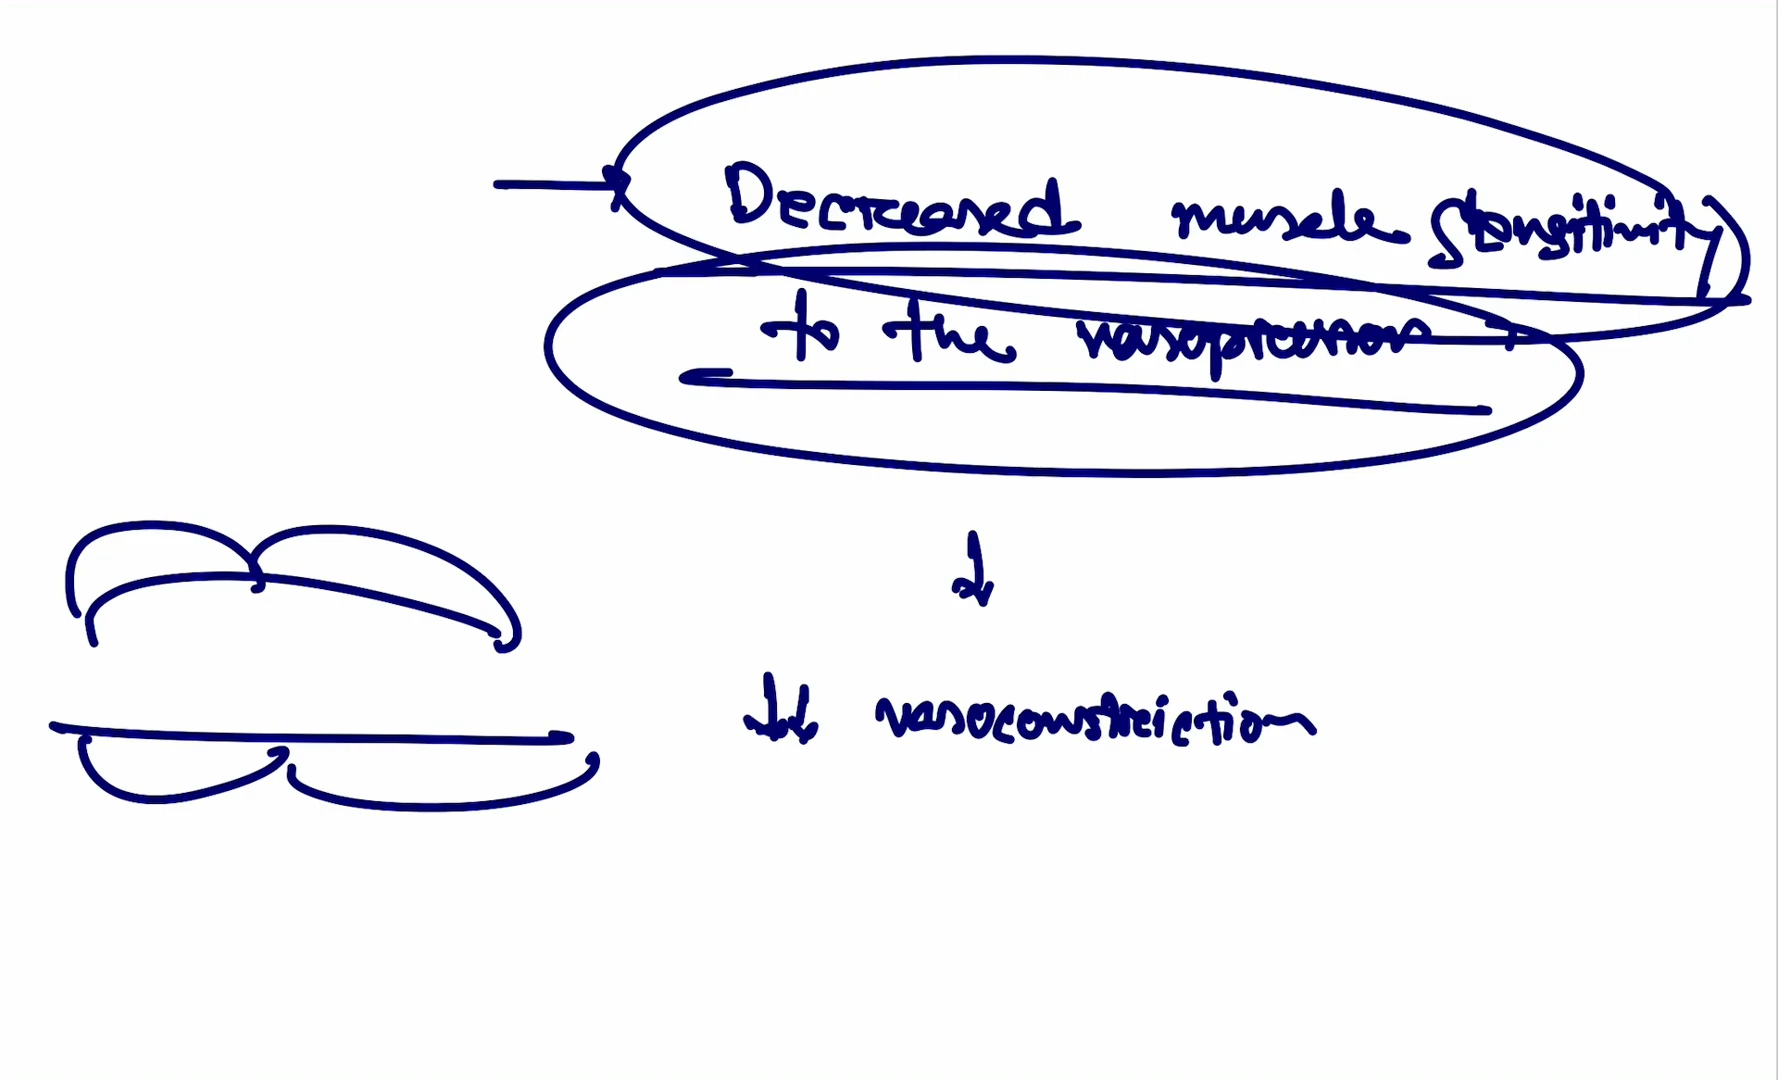 Decreased muscle sensitivity
to the vasopressor
↓
↓↓ vasoconstriction